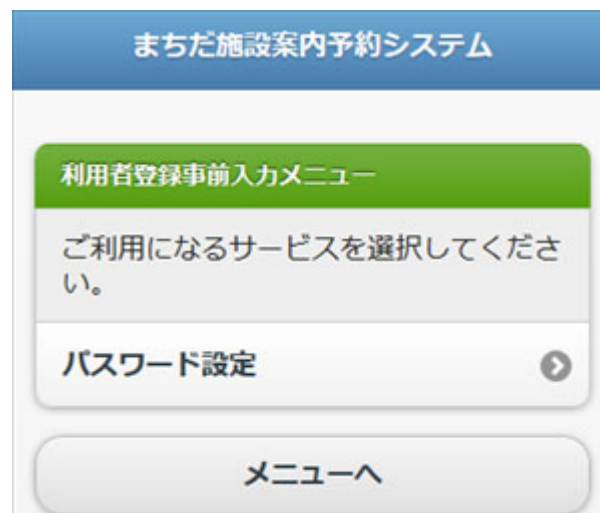 まちだ施設案内予約システム
利用者登録事前入力メニュー
ご利用になるサービスを選択してくださ
い。
パスワード設定
メニューへ